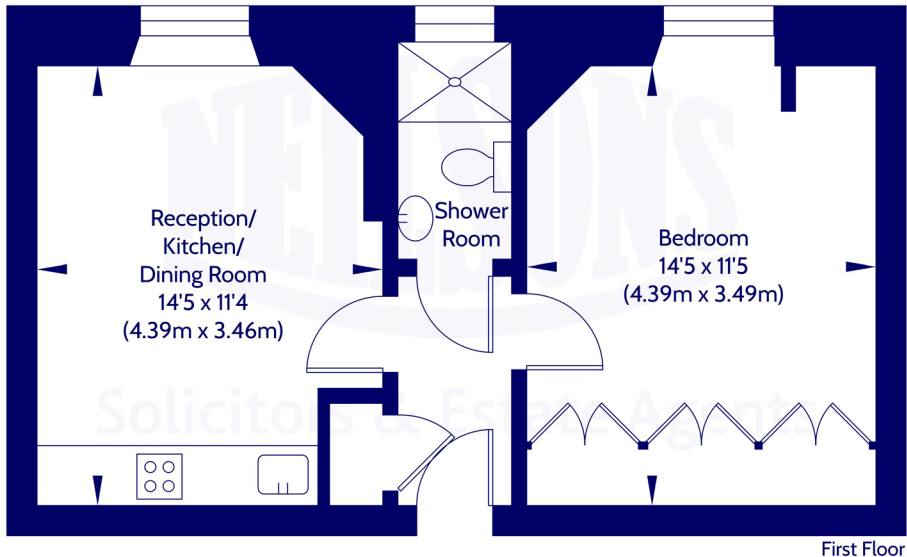 NEILSONS
Solicitors & Estate Agents
Reception/
Kitchen/
Dining Room
14'5 x 11'4
(4.39m x 3.46m)
Shower
Room
Bedroom
14'5 x 11'5
(4.39m x 3.49m)
First Floor